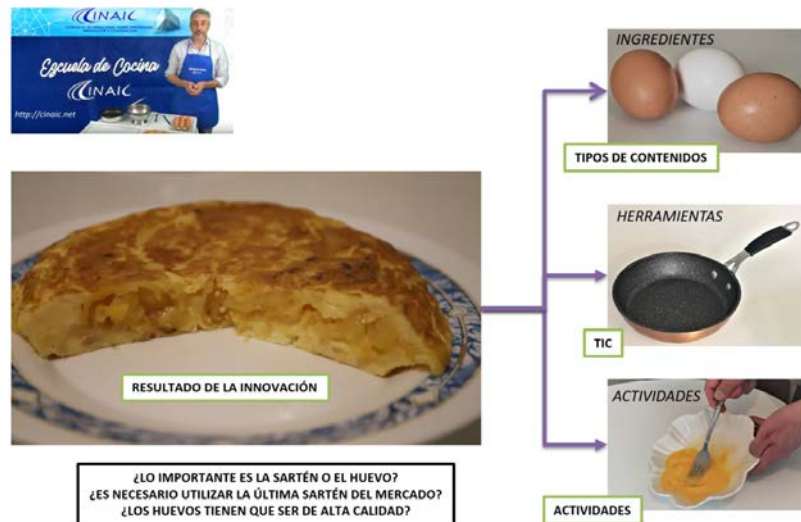 CINAIC
Escuela de Cocina
CINAIC
http://cinaic.net
INGREDIENTES
TIPOS DE CONTENIDOS
HERRAMIENTAS
TIC
RESULTADO DE LA INNOVACIÓN
ACTIVIDADES
ACTIVIDADES
¿LO IMPORTANTE ES LA SARTÉN O EL HUEVO?
¿ES NECESARIO UTILIZAR LA ÚLTIMA SARTÉN DEL MERCADO?
¿LOS HUEVOS TIENEN QUE SER DE ALTA CALIDAD?